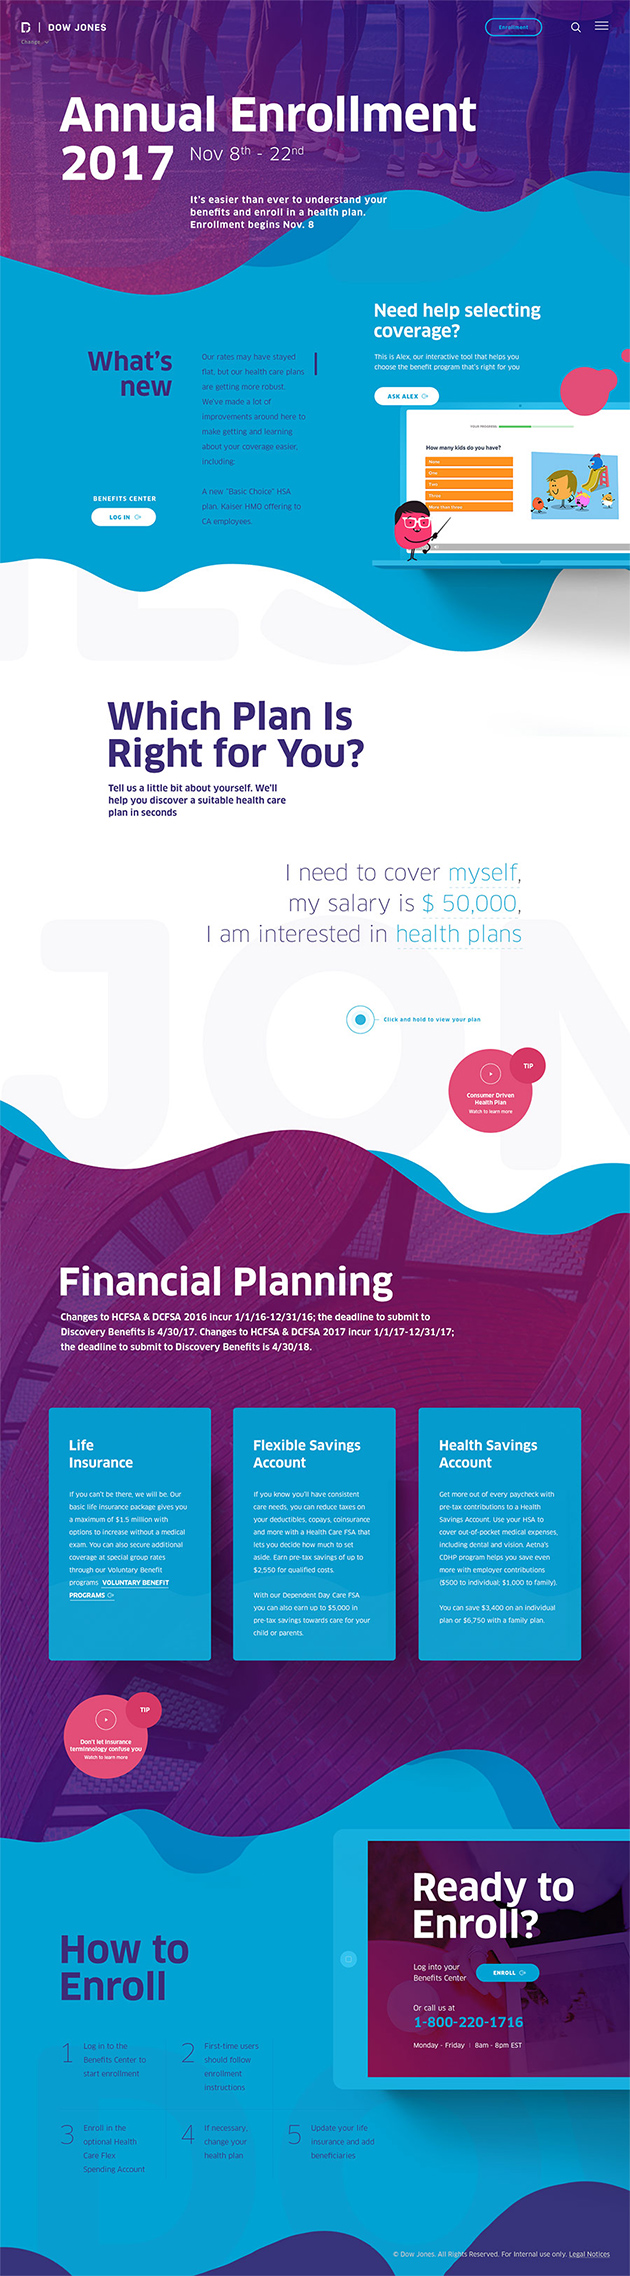 DOW JONES
Change
Enrollment
Annual Enrollment
2017 Nov 8th - 22nd
It's easier than ever to understand your
benefits and enroll in a health plan.
Enrollment begins Nov. 8
Need help selecting
coverage?
This is Alex, our interactive tool that helps you
choose the benefit program that's right for you
ASK ALEX
What's
new
Our rates may have stayed
flat, but our health care plans
are getting more robust.
We've made a lot of
improvements around here to
make getting and learning
about your coverage easier,
including:
A new "Basic Choice" HSA
plan: Kaiser HMO offering to
CA employees.
BENEFITS CENTER
LOG IN
YOUR PROGRESS
How many kids do you have?
None
One
Two
Three
More than three
Which Plan Is
Right for You?
Tell us a little bit about yourself. We'll
help you discover a suitable health care
plan in seconds
I need to cover myself,
my salary is $ 50,000,
I am interested in health plans
Click and hold to view your plan
TIP
Consumer Driven
Health Plan
Watch to learn more
JON
Financial Planning
Changes to HCFSA & DCFSA 2016 incur 1/1/16-12/31/16; the deadline to submit to
Discovery Benefits is 4/30/17. Changes to HCFSA & DCFSA 2017 incur 1/1/17-12/31/17;
the deadline to submit to Discovery Benefits is 4/30/18.
Life
Insurance
If you can't be there, we will be. Our
basic life insurance package gives you
a maximum of $1.5 million with
options to increase without a medical
exam. You can also secure additional
coverage at special group rates
through our Voluntary Benefit
programs VOLUNTARY BENEFIT
PROGRAMS
Flexible Savings
Account
If you know you'll have consistent
care needs, you can reduce taxes on
your deductibles, copays, coinsurance
and more with a Health Care FSA that
lets you decide how much to set
aside. Earn pre-tax savings of up to
$2,550 for qualified costs.
With our Dependent Day Care FSA
you can also earn up to $5,000 in
pre-tax savings towards care for your
child or parents.
Health Savings
Account
Get more out of every paycheck with
pre-tax contributions to a Health
Savings Account. Use your HSA to
cover out-of-pocket medical expenses,
including dental and vision. Aetna's
CDHP program helps you save even
more with employer contributions
($500 to individual; $1,000 to family).
You can save $3,400 on an individual
plan or $6,750 with a family plan.
TIP
Don't let insurance
terminology confuse you
Watch to learn more
Ready to
Enroll?
Log into your
Benefits Center
ENROLL
Or call us at
1-800-220-1716
Monday - Friday | 8am - 8pm EST
How to
Enroll
1 Log in to the
Benefits Center to
start enrollment
2 First-time users
should follow
enrollment
instructions
3 Enroll in the
optional Health
Care Flex
Spending Account
4 If necessary,
change your
health plan
5 Update your life
insurance and add
beneficiaries
© Dow Jones. All Rights Reserved. For Internal use only. Legal Notices